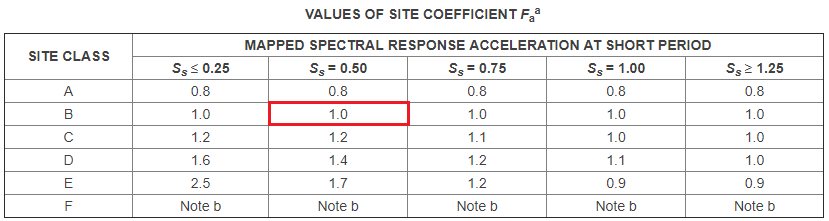 VALUES OF SITE COEFFICIENT Fa a
SITE CLASS
MAPPED SPECTRAL RESPONSE ACCELERATION AT SHORT PERIOD
Ss ≤ 0.25 Ss = 0.50 Ss = 0.75 Ss = 1.00 Ss ≥ 1.25
A 0.8 0.8 0.8 0.8 0.8
B 1.0 1.0 1.0 1.0 1.0
C 1.2 1.2 1.1 1.0 1.0
D 1.6 1.4 1.2 1.1 1.0
E 2.5 1.7 1.2 0.9 0.9
F Note b Note b Note b Note b Note b